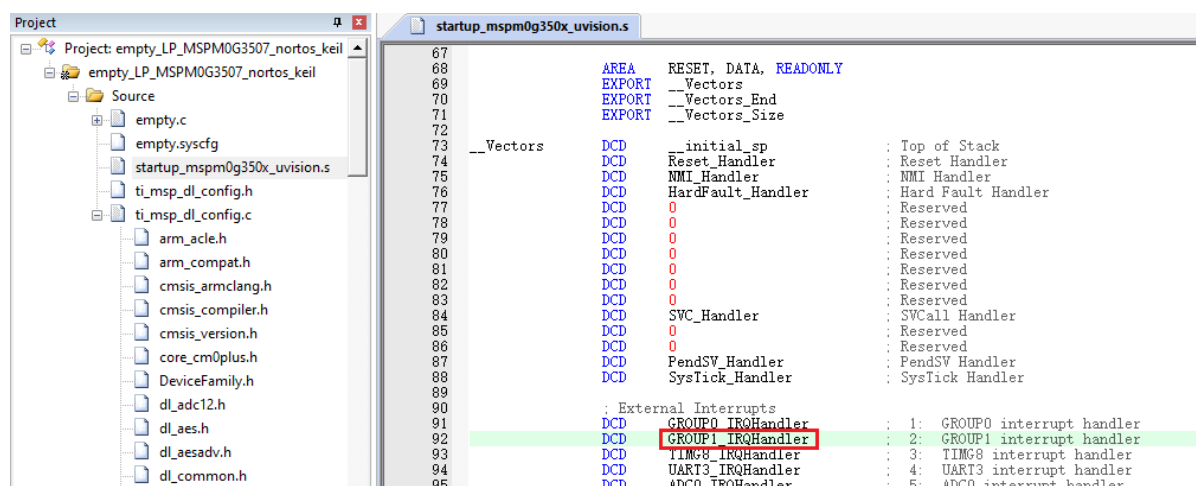 Project
Project: empty_LP_MSPM0G3507_nortos_keil
empty_LP_MSPM0G3507_nortos_keil
Source
empty.c
empty.syscfg
startup_mspm0g350x_uvision.s
ti_msp_dl_config.h
ti_msp_dl_config.c
arm_acle.h
arm_compat.h
cmsis_armclang.h
cmsis_compiler.h
cmsis_version.h
core_cm0plus.h
DeviceFamily.h
dl_adc12.h
dl_aes.h
dl_aesadv.h
dl_common.h
startup_mspm0g350x_uvision.s
67
68 AREA RESET, DATA, READONLY
69 EXPORT __Vectors
70 EXPORT __Vectors_End
71 EXPORT __Vectors_Size
72
73 __Vectors DCD __initial_sp ; Top of Stack
74 DCD Reset_Handler ; Reset Handler
75 DCD NMI_Handler ; NMI Handler
76 DCD HardFault_Handler ; Hard Fault Handler
77 DCD 0 ; Reserved
78 DCD 0 ; Reserved
79 DCD 0 ; Reserved
80 DCD 0 ; Reserved
81 DCD 0 ; Reserved
82 DCD 0 ; Reserved
83 DCD 0 ; Reserved
84 DCD SVC_Handler ; SVCall Handler
85 DCD 0 ; Reserved
86 DCD 0 ; Reserved
87 DCD PendSV_Handler ; PendSV Handler
88 DCD SysTick_Handler ; SysTick Handler
89
90 ; External Interrupts
91 DCD GROUP0_IRQHandler ; 1: GROUP0 interrupt handler
92 DCD GROUP1_IRQHandler ; 2: GROUP1 interrupt handler
93 DCD TIMG8_IRQHandler ; 3: TIMG8 interrupt handler
94 DCD UART3_IRQHandler ; 4: UART3 interrupt handler
95 DCD ADC0_IRQHandler ; 5: ADC0 interrupt handler